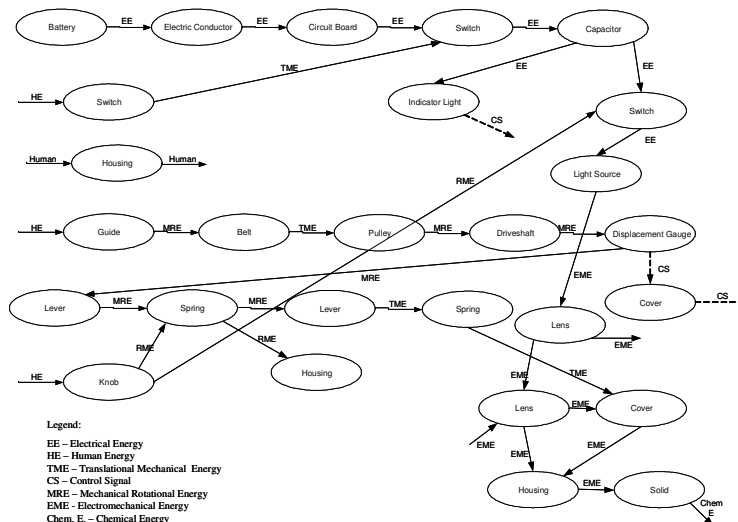 EE
EE
EE
EE
Battery
Electric Conductor
Circuit Board
Switch
Capacitor
EE
EE
TME
HE
Switch
Indicator Light
Switch
CS
EE
Human
Housing
Human
Light Source
RME
HE
Guide
MRE
Belt
TME
Pulley
MRE
Driveshaft
MRE
Displacement Gauge
CS
MRE
EME
Lever
MRE
Spring
MRE
Lever
TME
Spring
Cover
CS
Lens
RME
RME
EME
HE
Knob
Housing
EME
TME
Lens
EME
Cover
EME
EME
EME
Housing
EME
Solid
Chem
E
Legend:
EE – Electrical Energy
HE – Human Energy
TME – Translational Mechanical Energy
CS – Control Signal
MRE – Mechanical Rotational Energy
EME - Electromechanical Energy
Chem. E. – Chemical Energy